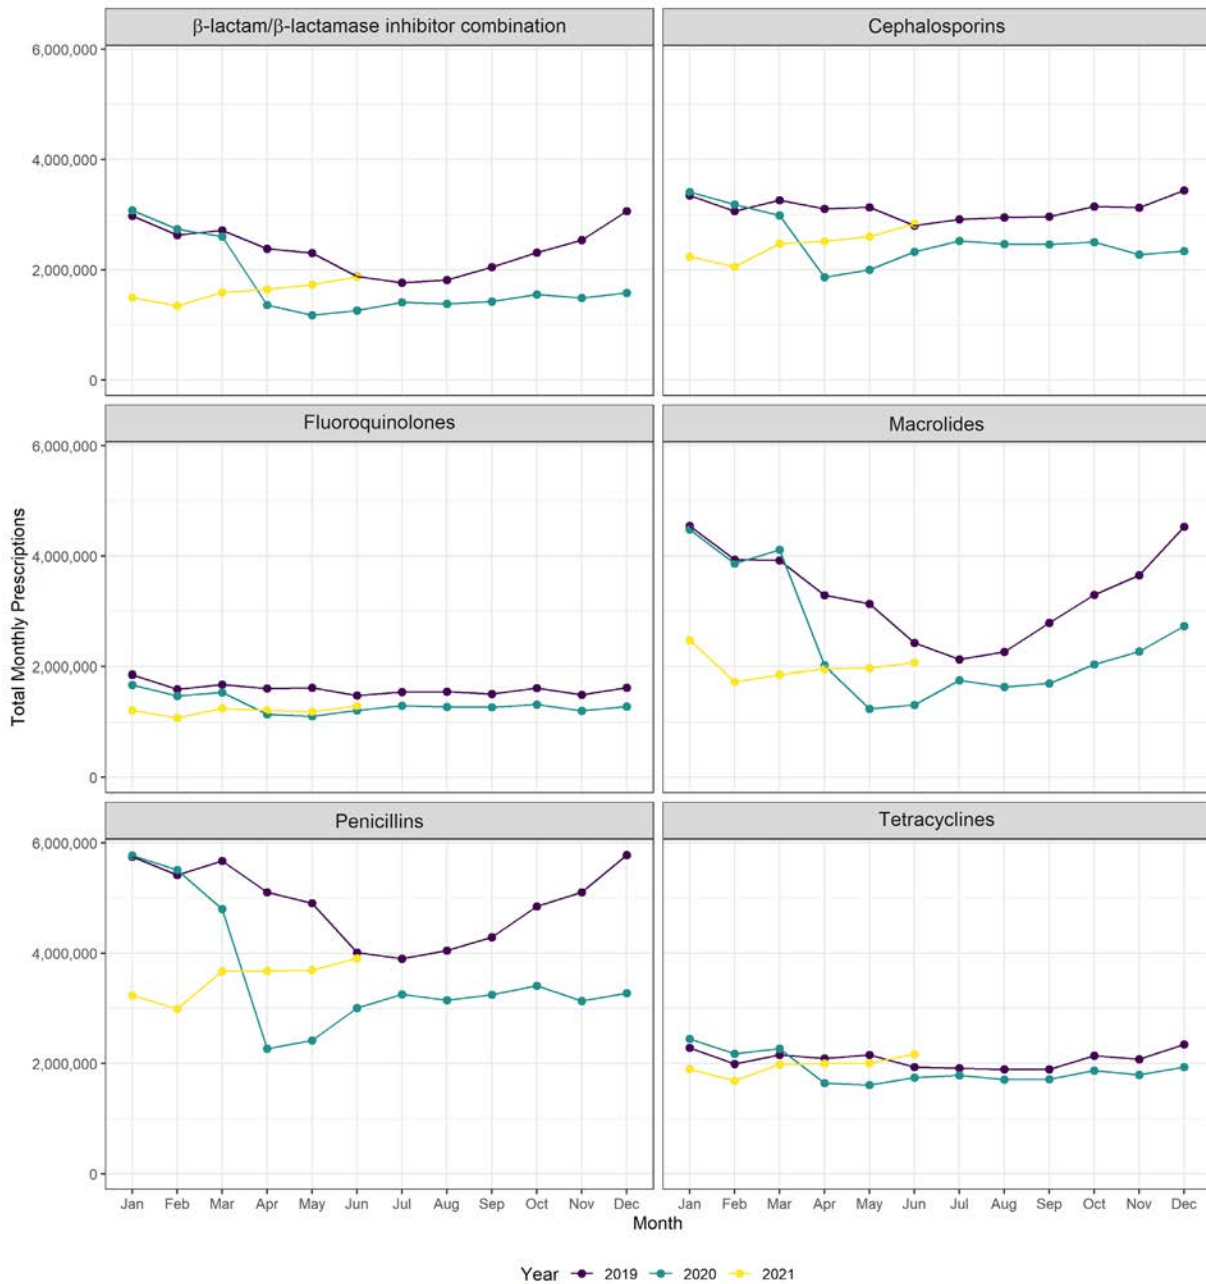 β-lactam/β-lactamase inhibitor combination
Cephalosporins
6,000,000
4,000,000
2,000,000
0
Fluoroquinolones
Macrolides
6,000,000
4,000,000
2,000,000
0
Total Monthly Prescriptions
Penicillins
Tetracyclines
6,000,000
4,000,000
2,000,000
0
Jan Feb Mar Apr May Jun Jul Aug Sep Oct Nov Dec
Jan Feb Mar Apr May Jun Jul Aug Sep Oct Nov Dec
Month
Year 2019 2020 2021